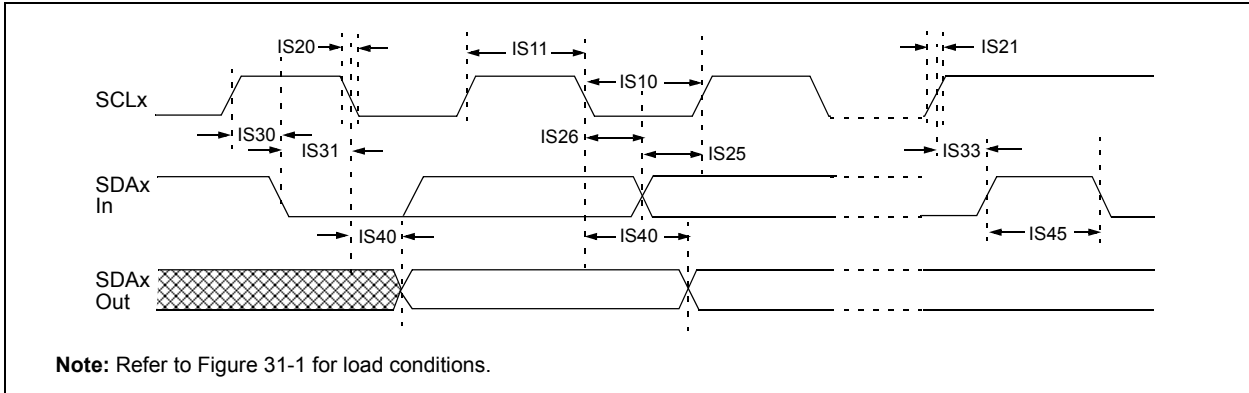 IS20
IS11
IS21
IS10
SCLx
IS30
IS26
IS31
IS25
IS33
SDAx
In
IS40
IS40
IS45
SDAx
Out
Note: Refer to Figure 31-1 for load conditions.